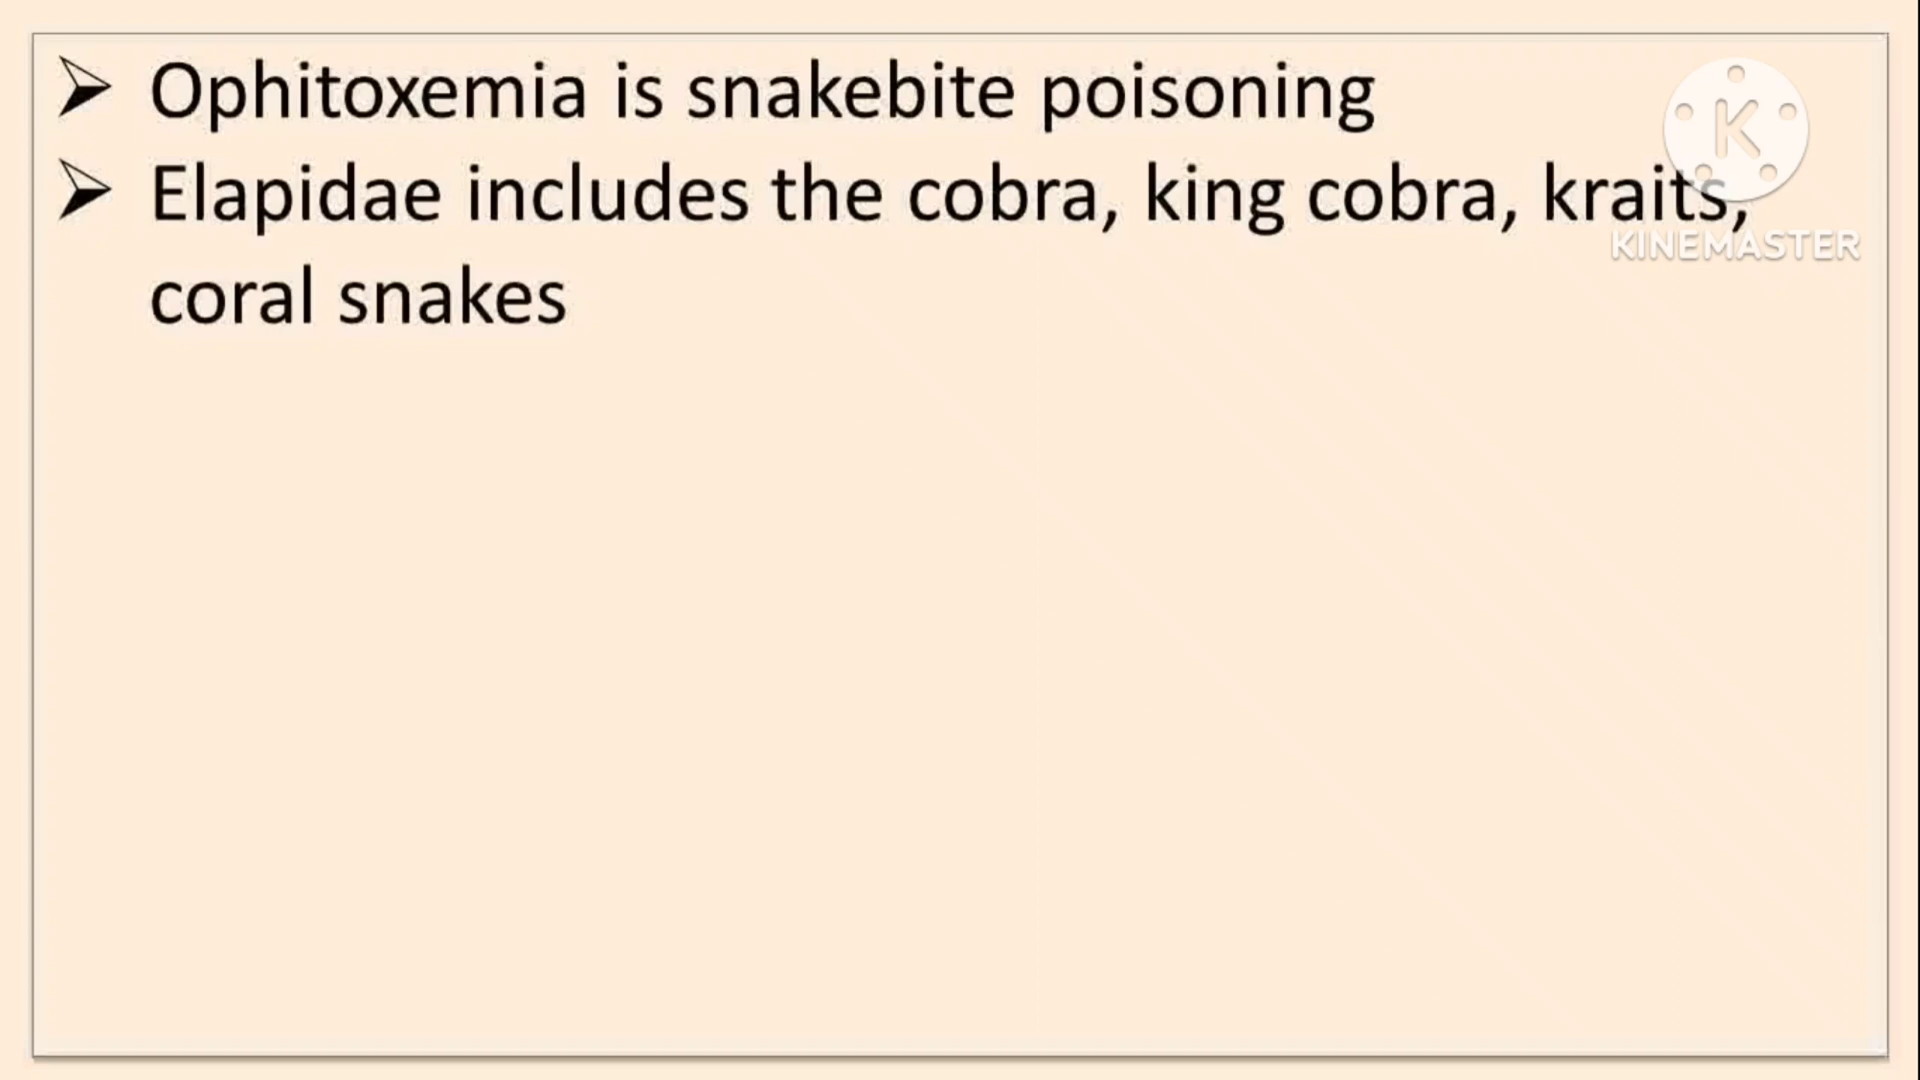 Ophitoxemia is snakebite poisoning
Elapidae includes the cobra, king cobra, kraits,
coral snakes
K
KINEMASTER